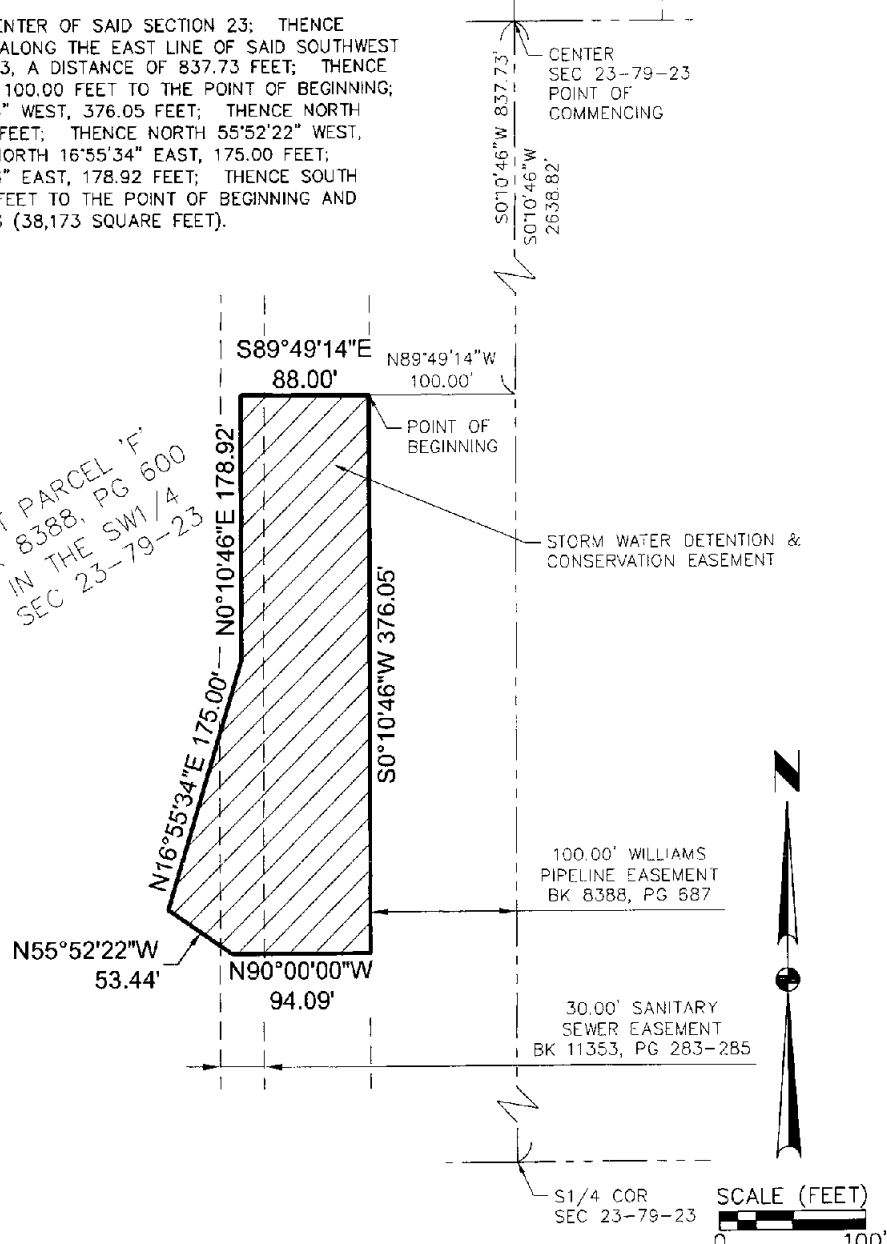 ENTER OF SAID SECTION 23; THENCE
ALONG THE EAST LINE OF SAID SOUTHWEST
3, A DISTANCE OF 837.73 FEET; THENCE
100.00 FEET TO THE POINT OF BEGINNING;
" WEST, 376.05 FEET; THENCE NORTH
FEET; THENCE NORTH 55°52'22" WEST,
NORTH 16°55'34" EAST, 175.00 FEET;
" EAST, 178.92 FEET; THENCE SOUTH
FEET TO THE POINT OF BEGINNING AND
(38,173 SQUARE FEET).
CENTER
SEC 23-79-23
POINT OF
COMMENCING
S0°10'46"W 837.73'
S0°10'46"W
2638.82'
S89°49'14"E
88.00'
N89°49'14"W
100.00'
POINT OF
BEGINNING
PARCEL 'F'
8388, PG 600
IN THE SW1/4
SEC 23-79-23
N0°10'46"E 178.92'
STORM WATER DETENTION &
CONSERVATION EASEMENT
S0°10'46"W 376.05'
N16°55'34"E 175.00'
N55°52'22"W
53.44'
N90°00'00"W
94.09'
100.00' WILLIAMS
PIPELINE EASEMENT
BK 8388, PG 687
30.00' SANITARY
SEWER EASEMENT
BK 11353, PG 283-285
N
S1/4 COR
SEC 23-79-23
SCALE (FEET)
0 100'